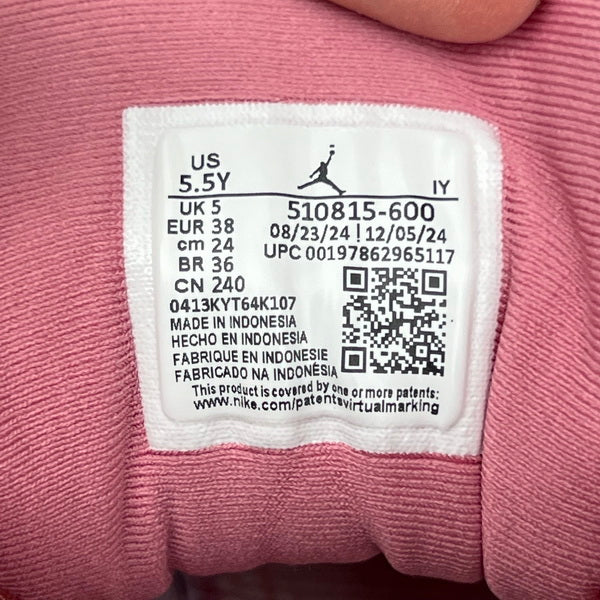 US
5.5Y
IY
UK 5
EUR 38
cm 24
BR 36
CN 240
510815-600
08/23/24 | 12/05/24
UPC 00197862965117
0413KYT64K107
MADE IN INDONESIA
HECHO EN INDONESIA
FABRIQUE EN INDONESIE
FABRICADO NA INDONÉSIA
This product is covered by one or more patents:
www.nike.com/patentsvirtualmarking